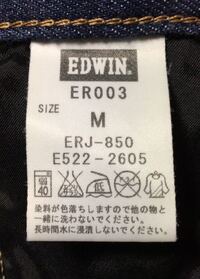 EDWIN
ER003
SIZE
M
ERJ-850
E522-2605
40
染料が色落ちしますので他の物と
一緒に洗わないでください。
長時間水に浸漬しないでください。